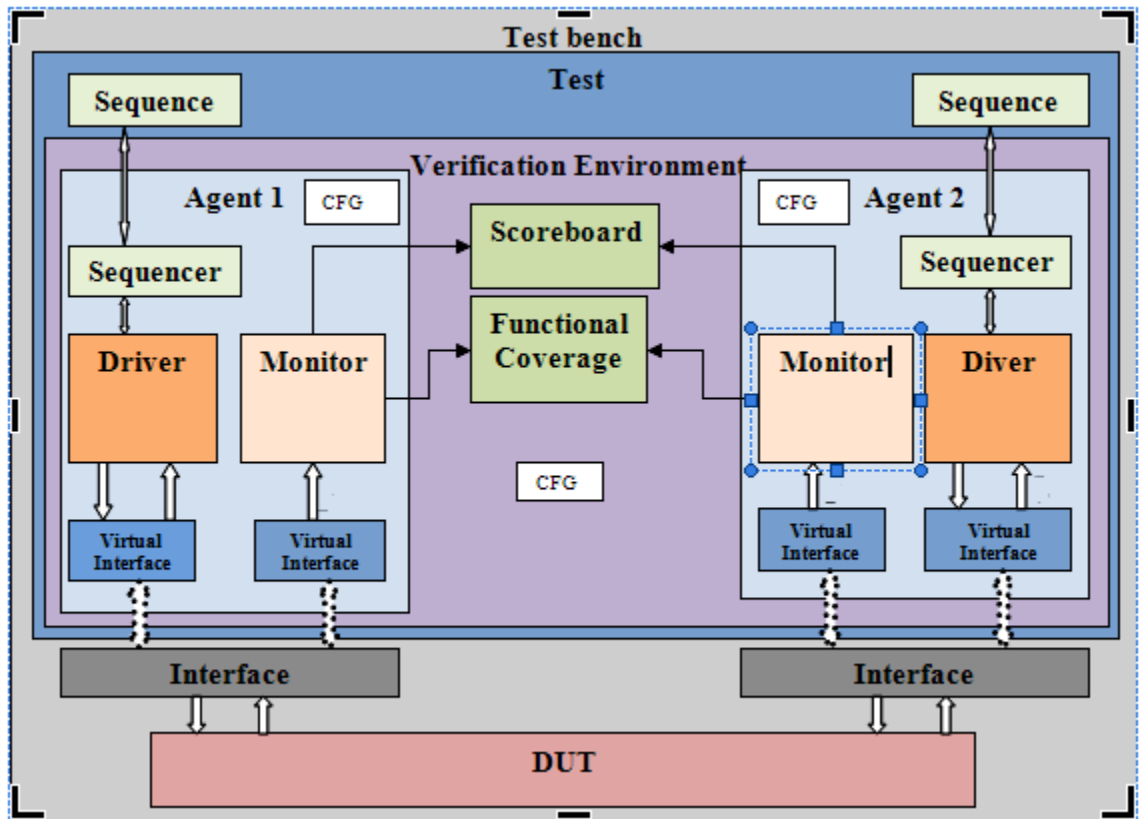 Test bench
Test
Sequence
Sequence
Verification Environment
Agent 1
CFG
CFG
Agent 2
Scoreboard
Sequencer
Sequencer
Functional
Coverage
Driver
Monitor
Monitor
Diver
CFG
Virtual
Interface
Virtual
Interface
Virtual
Interface
Virtual
Interface
Interface
Interface
DUT